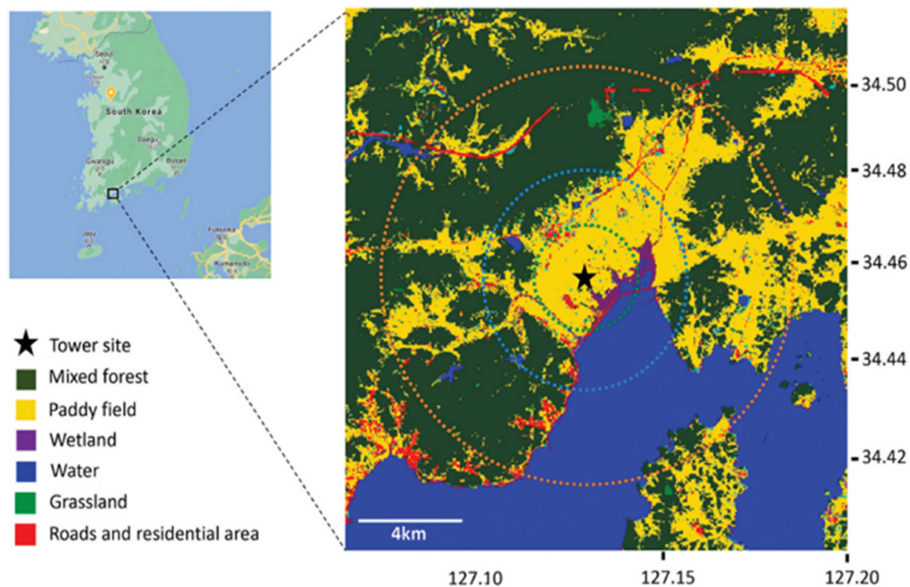 Seoul
South Korea
Daegu
Gwangju
Busan
Jeju
Fukuoka
Kumamoto
Tower site
Mixed forest
Paddy field
Wetland
Water
Grassland
Roads and residential area
4km
34.50
34.48
34.46
34.44
34.42
127.10
127.15
127.20